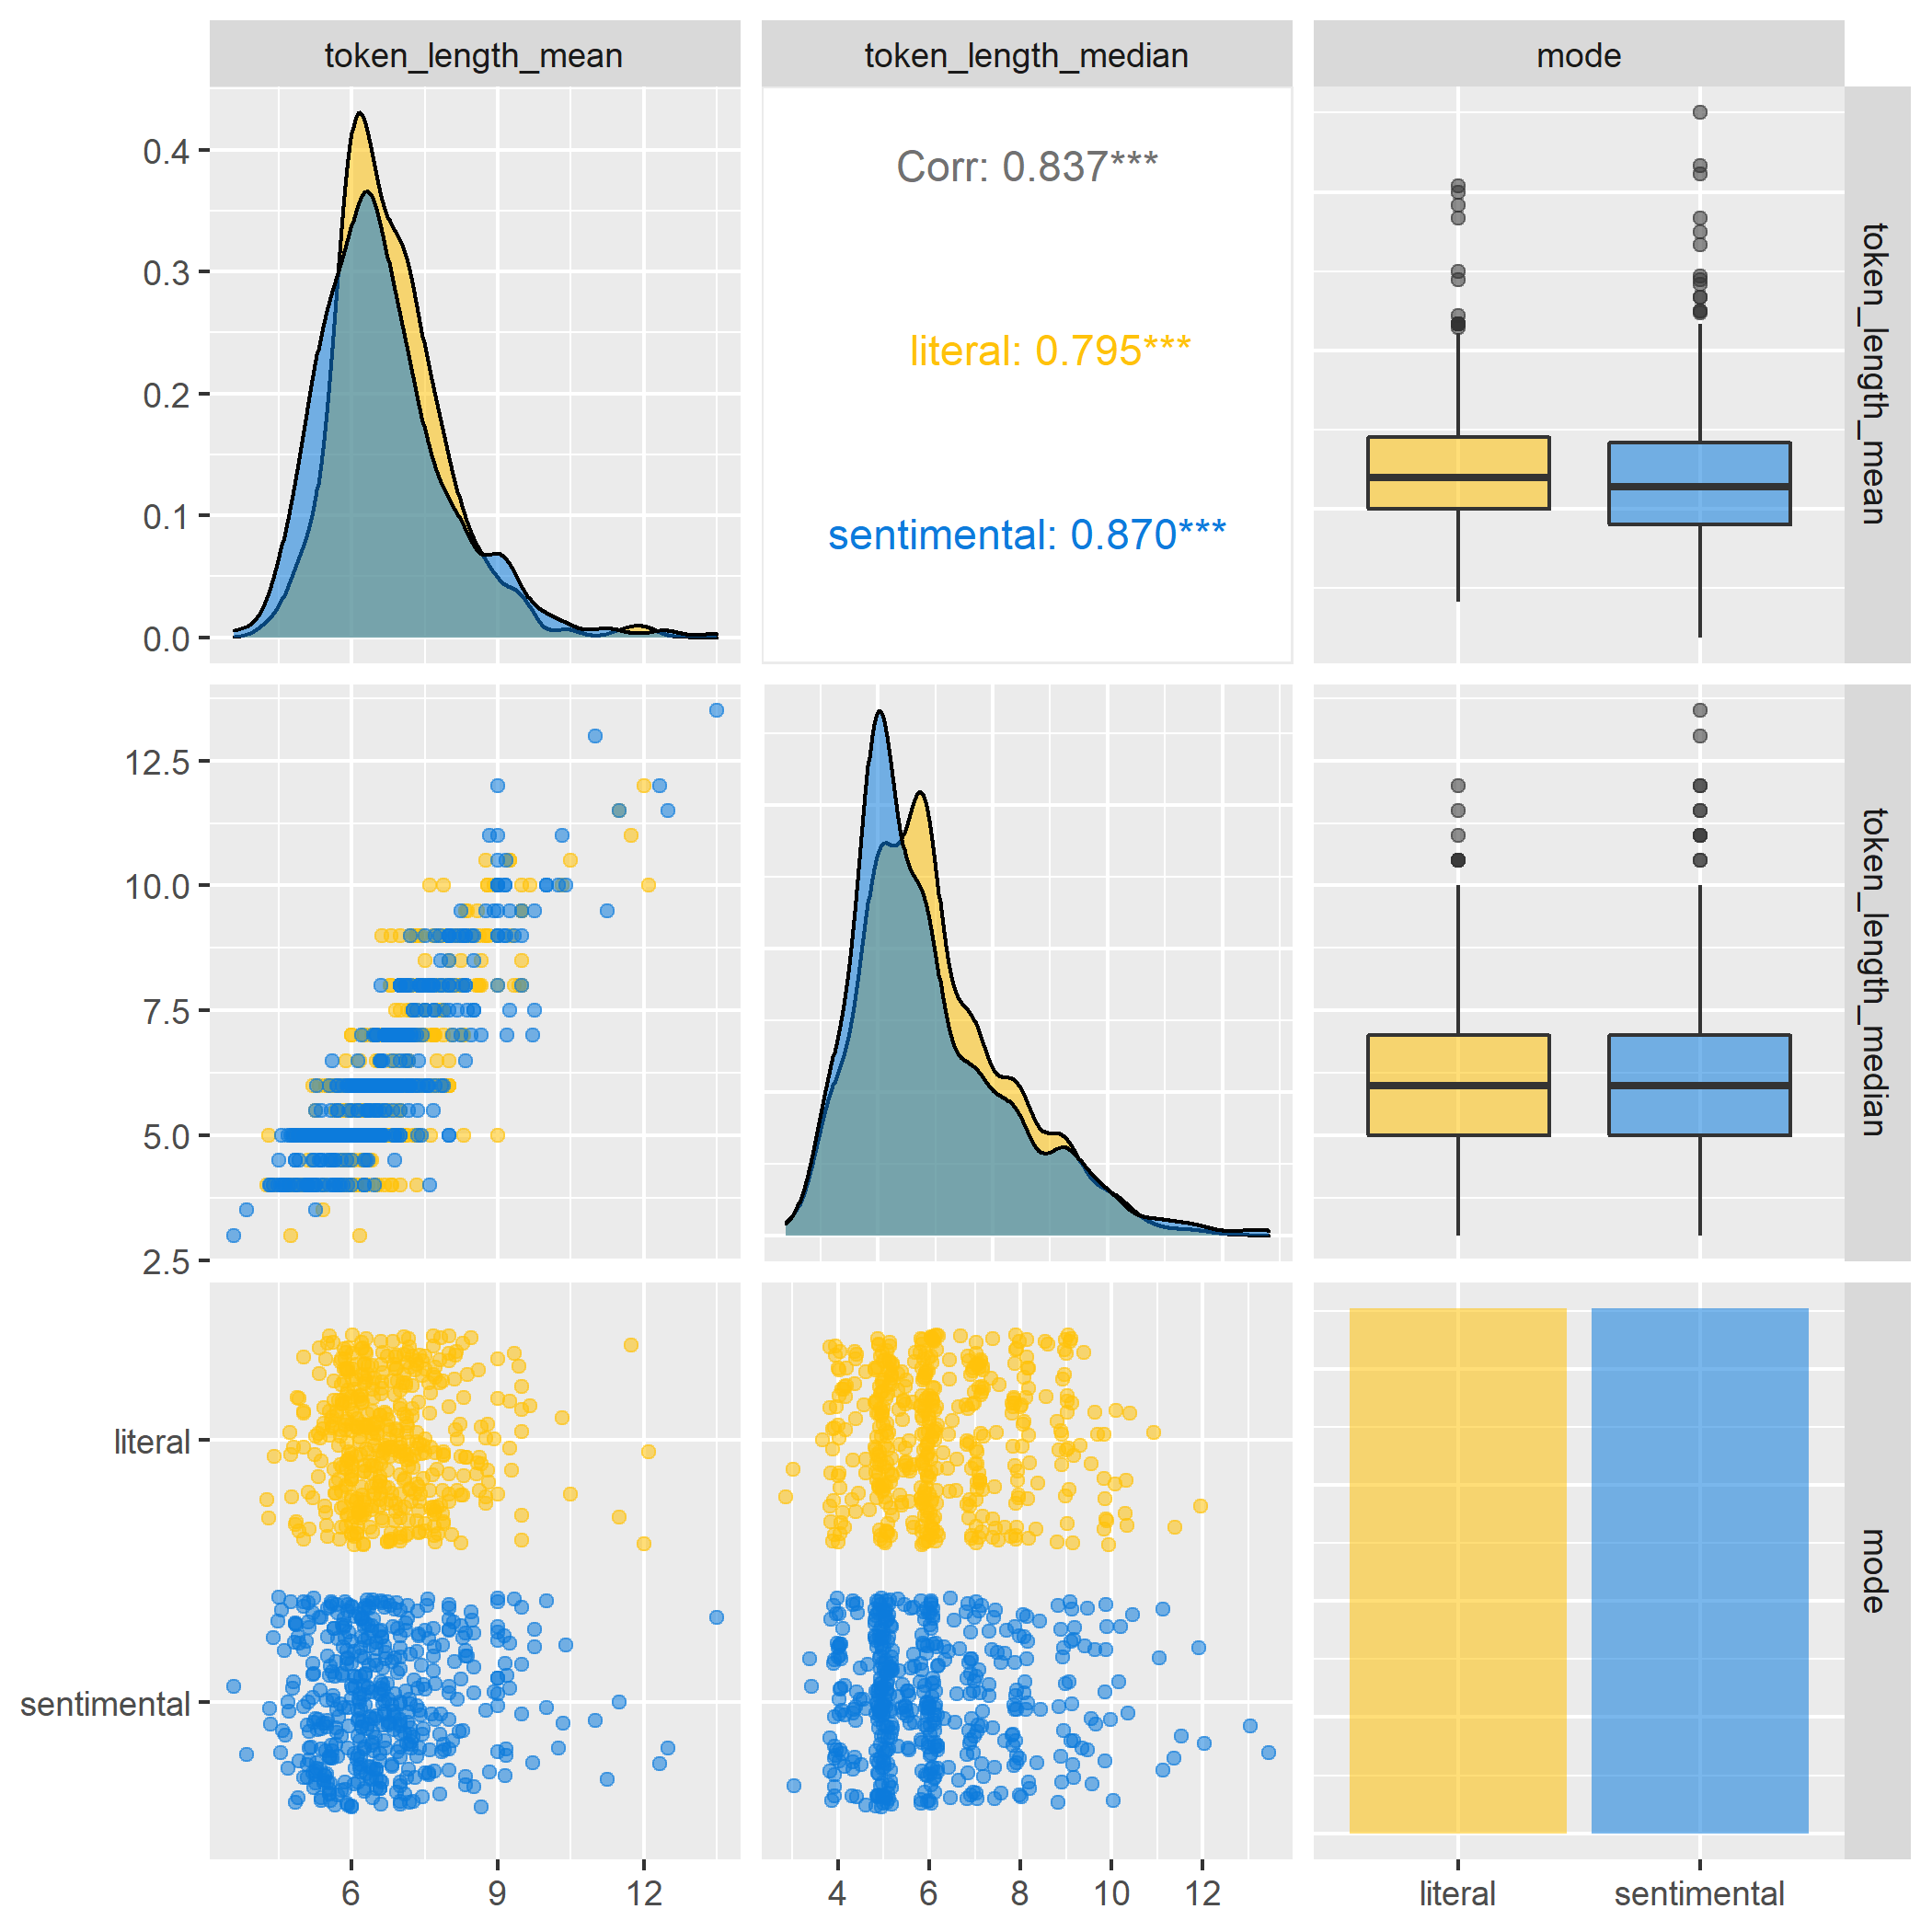 token_length_mean
token_length_median
mode
0.4
0.3
0.2
0.1
0.0
Corr: 0.837***
literal: 0.795***
sentimental: 0.870***
token_length_mean
12.5
10.0
7.5
5.0
2.5
token_length_median
literal
sentimental
mode
6
9
12
4
6
8
10
12
literal
sentimental